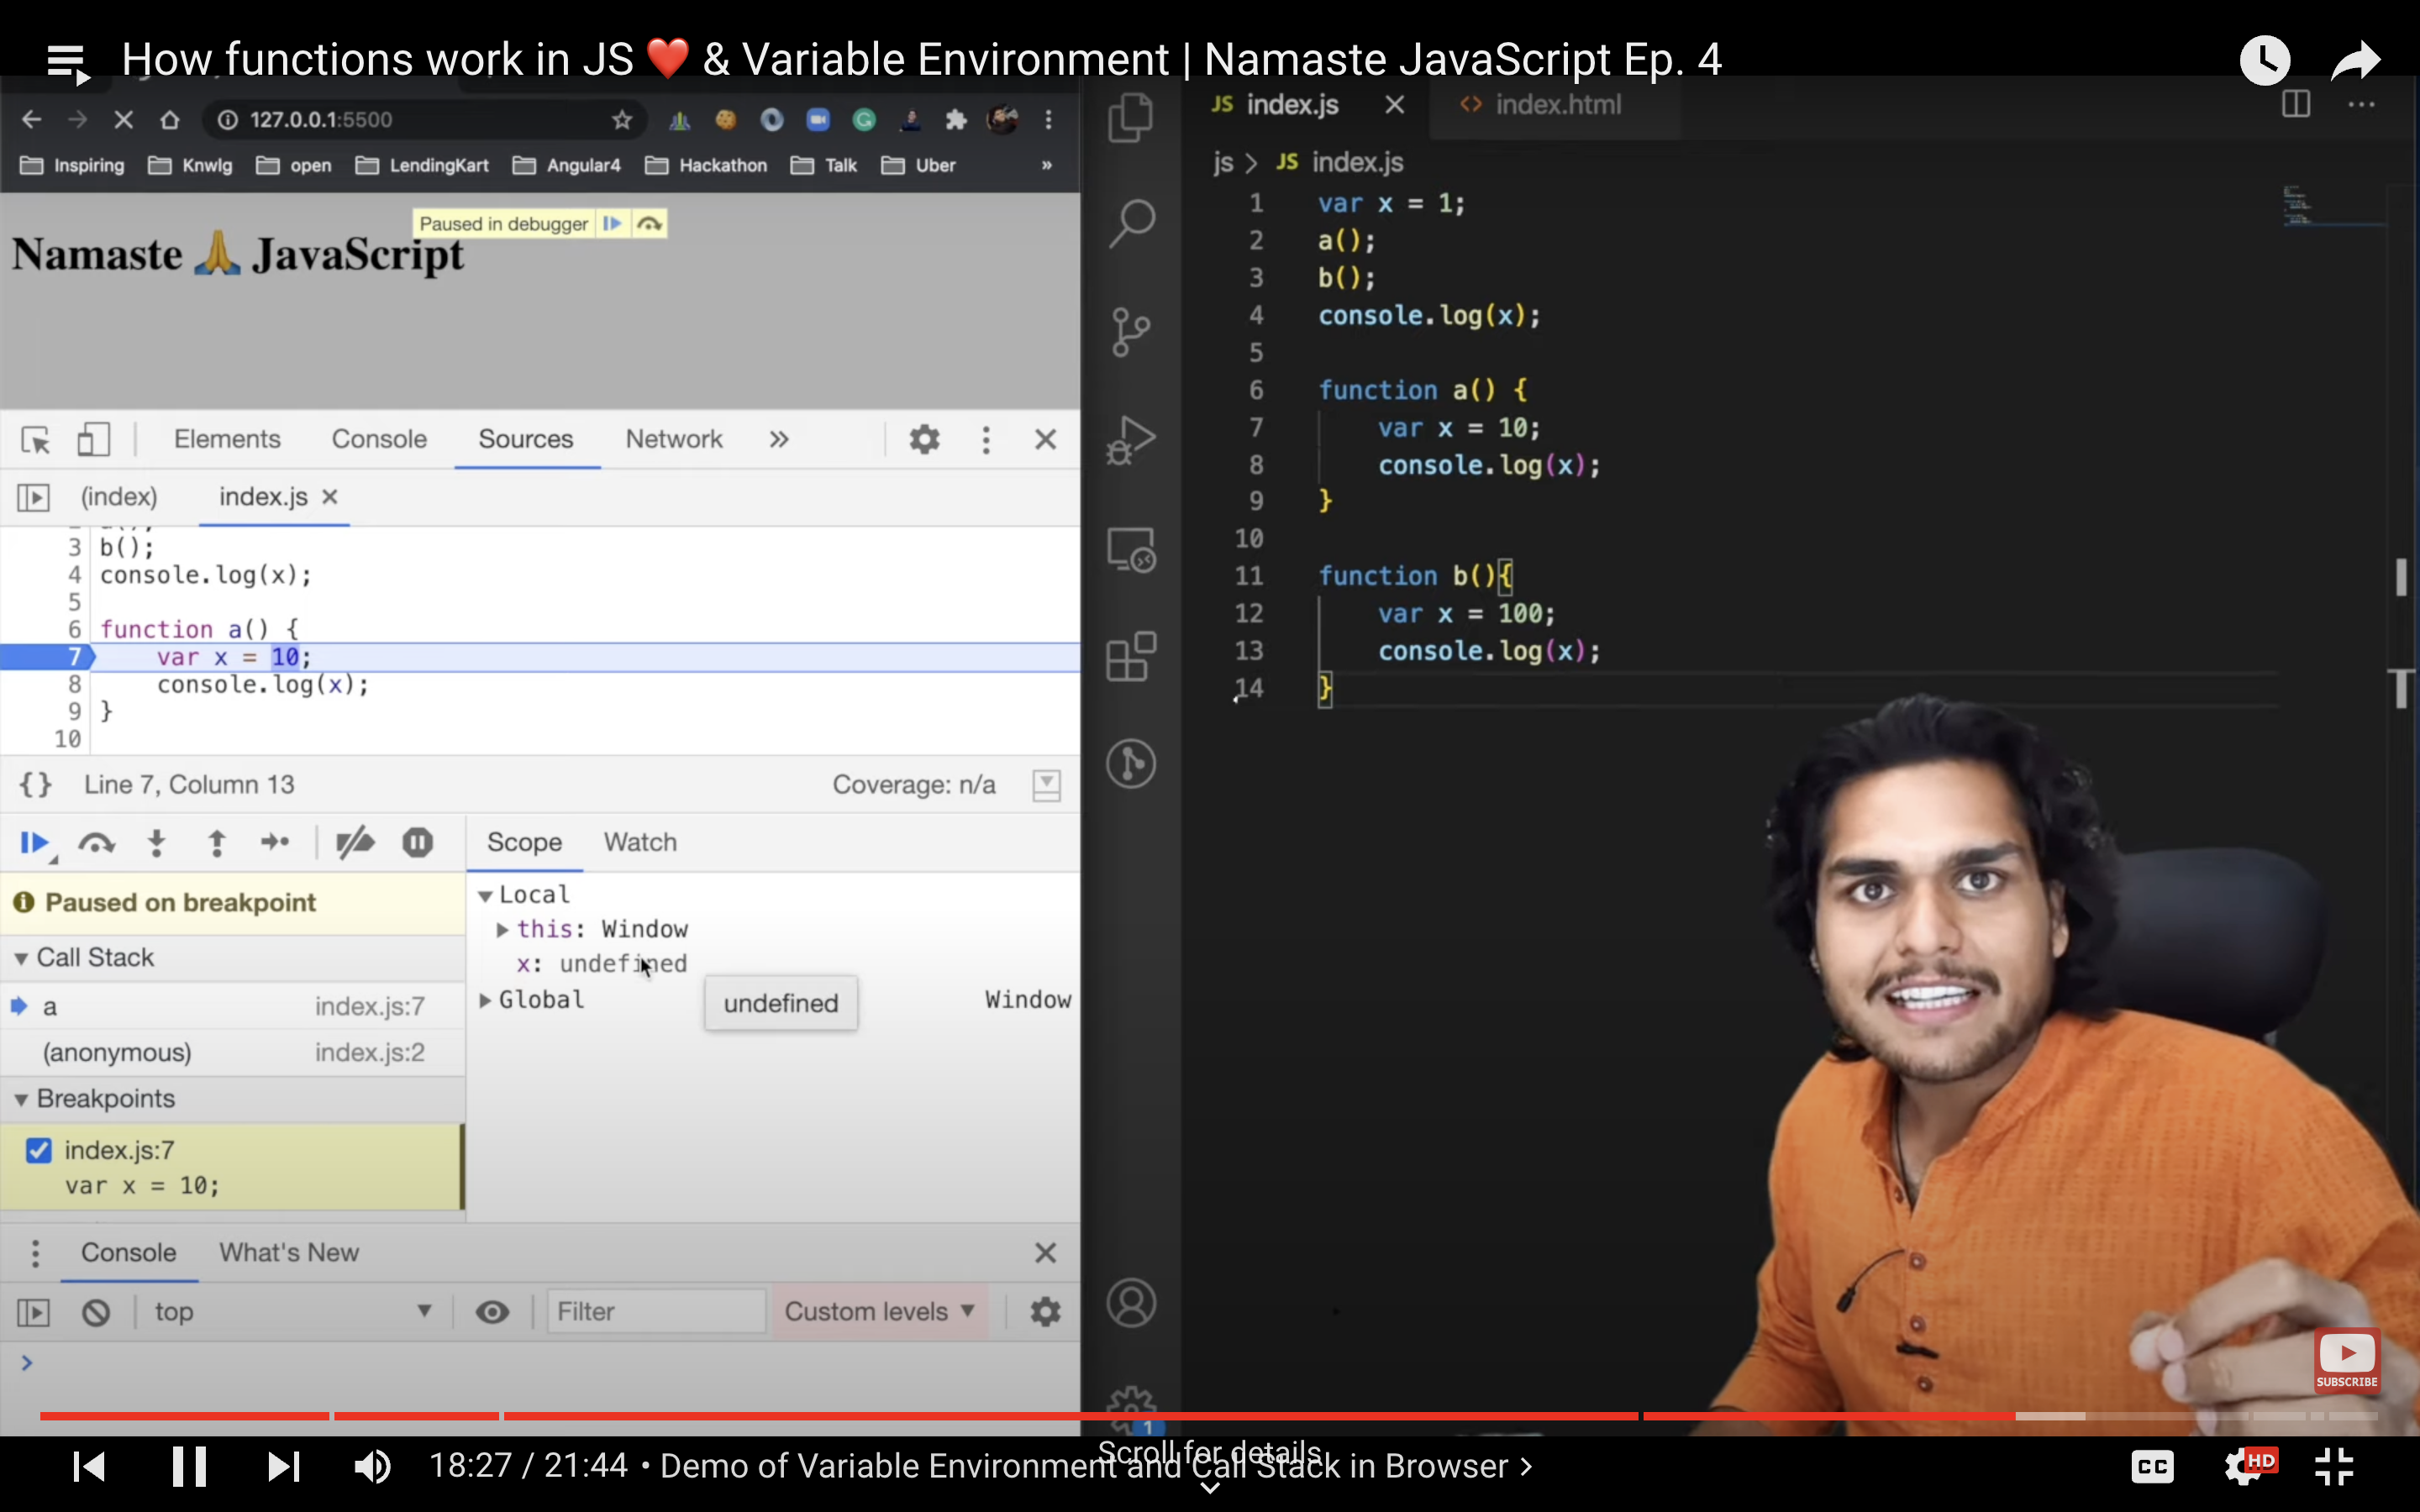 How functions work in JS ❤️ & Variable Environment | Namaste JavaScript Ep. 4
127.0.0.1:5500
Inspiring Knwlg open LendingKart Angular4 Hackathon Talk Uber »
Paused in debugger
Namaste 🙏 JavaScript
Elements Console Sources Network »
(index) index.js
3 b();
4 console.log(x);
5
6 function a() {
7 var x = 10;
8 console.log(x);
9 }
10
{} Line 7, Column 13 Coverage: n/a
Scope Watch
Paused on breakpoint
Call Stack
a index.js:7
(anonymous) index.js:2
Breakpoints
index.js:7
var x = 10;
Local
this: Window
x: undefined
Global Window
undefined
Console What's New
top Filter Custom levels
>
JS index.js <> index.html
js > JS index.js
1 var x = 1;
2 a();
3 b();
4 console.log(x);
5
6 function a() {
7 var x = 10;
8 console.log(x);
9 }
10
11 function b(){
12 var x = 100;
13 console.log(x);
14 }
T
1
SUBSCRIBE
Scroll for details
18:27 / 21:44 • Demo of Variable Environment and Call Stack in Browser >
CC HD